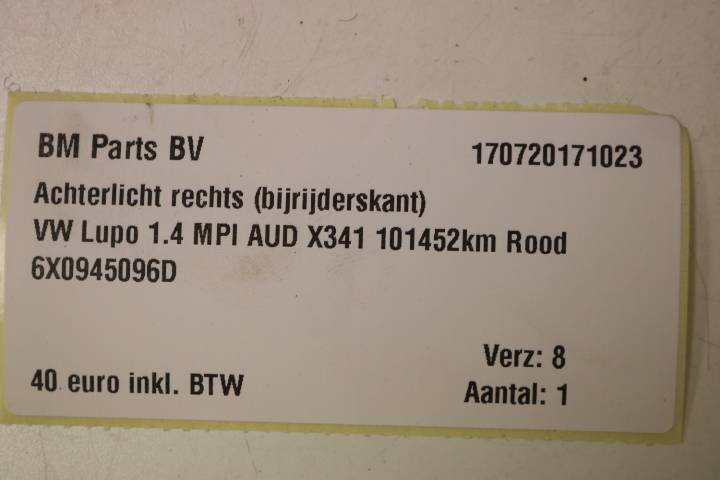 BM Parts BV 170720171023
Achterlicht rechts (bijrijderskant)
VW Lupo 1.4 MPI AUD X341 101452km Rood
6X0945096D
Verz: 8
40 euro inkl. BTW Aantal: 1